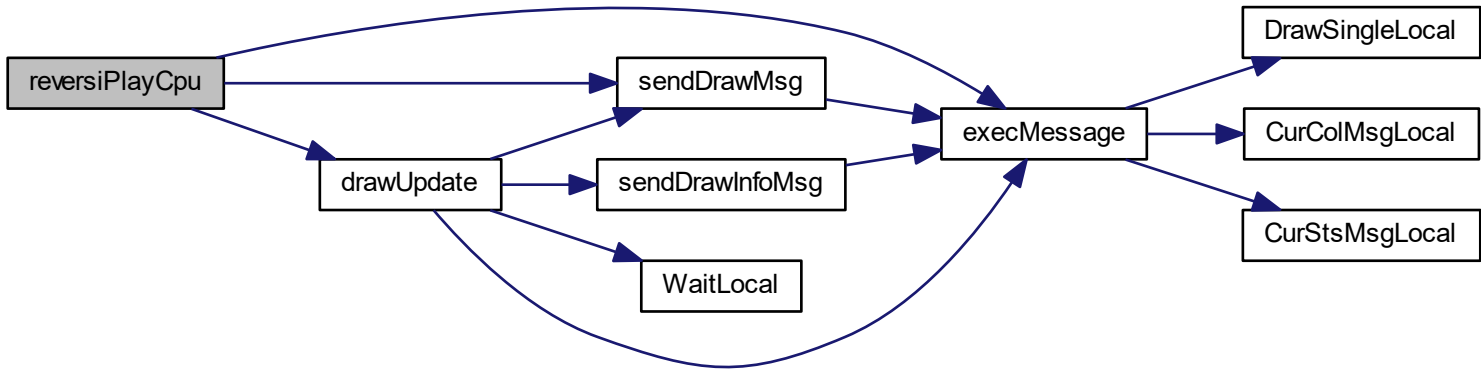 reversiPlayCpu
drawUpdate
sendDrawMsg
sendDrawInfoMsg
WaitLocal
execMessage
DrawSingleLocal
CurColMsgLocal
CurStsMsgLocal